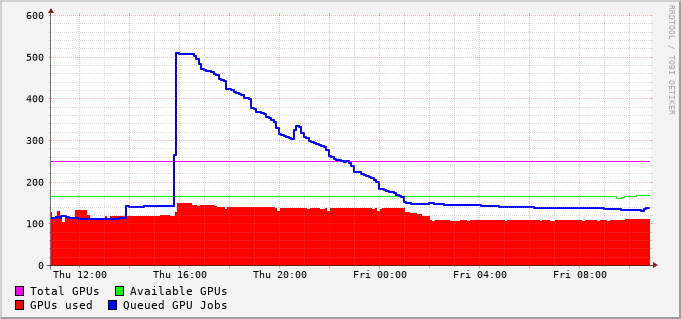 600
500
400
300
200
100
0
Thu 12:00 Thu 16:00 Thu 20:00 Fri 00:00 Fri 04:00 Fri 08:00
Total GPUs Available GPUs
GPUs used Queued GPU Jobs
RRDTOOL / TOBI OETIKER